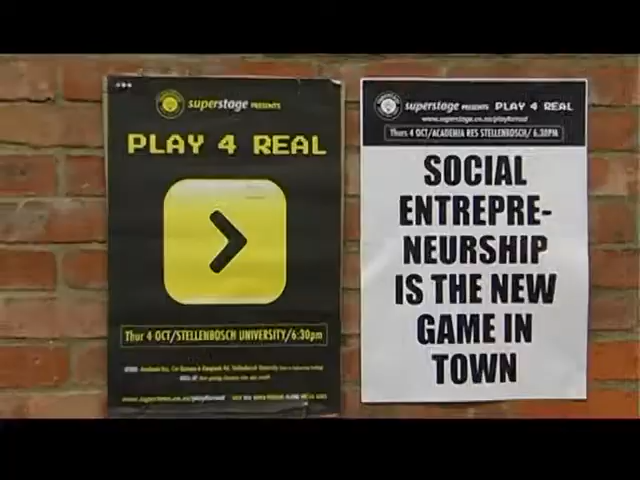 superstage PRESENTS
PLAY 4 REAL
Thur 4 OCT/STELLENBOSCH UNIVERSITY/6:30pm
superstage PRESENTS PLAY 4 REAL
www.superstage.co.za/play4real
Thurs 4 OCT/ACADEMIA RES STELLENBOSCH/ 6.30PM
SOCIAL
ENTREPRE-
NEURSHIP
IS THE NEW
GAME IN
TOWN